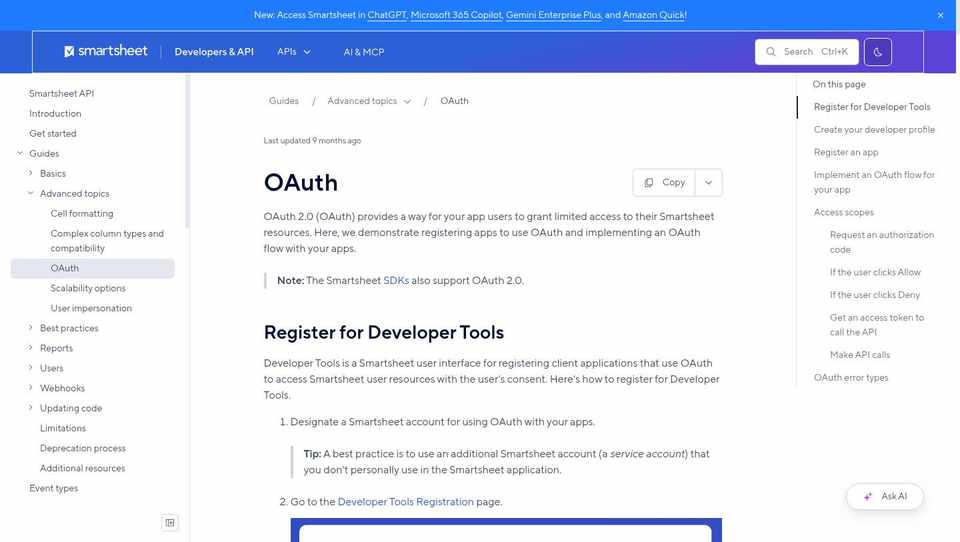 New: Access Smartsheet in ChatGPT, Microsoft 365 Copilot, Gemini Enterprise Plus, and Amazon Quick!
smartsheet
Developers & API
APIs
AI & MCP
Search Ctrl+K
Smartsheet API
Introduction
Get started
Guides
Basics
Advanced topics
Cell formatting
Complex column types and
compatibility
OAuth
Scalability options
User impersonation
Best practices
Reports
Users
Webhooks
Updating code
Limitations
Deprecation process
Additional resources
Event types
Guides / Advanced topics / OAuth
Last updated 9 months ago
OAuth
Copy
OAuth 2.0 (OAuth) provides a way for your app users to grant limited access to their Smartsheet
resources. Here, we demonstrate registering apps to use OAuth and implementing an OAuth
flow with your apps.
Note: The Smartsheet SDKs also support OAuth 2.0.
Register for Developer Tools
Developer Tools is a Smartsheet user interface for registering client applications that use OAuth
to access Smartsheet user resources with the user's consent. Here's how to register for Developer
Tools.
1. Designate a Smartsheet account for using OAuth with your apps.
Tip: A best practice is to use an additional Smartsheet account (a service account) that
you don't personally use in the Smartsheet application.
2. Go to the Developer Tools Registration page.
On this page
Register for Developer Tools
Create your developer profile
Register an app
Implement an OAuth flow for
your app
Access scopes
Request an authorization
code
If the user clicks Allow
If the user clicks Deny
Get an access token to
call the API
Make API calls
OAuth error types
Ask AI